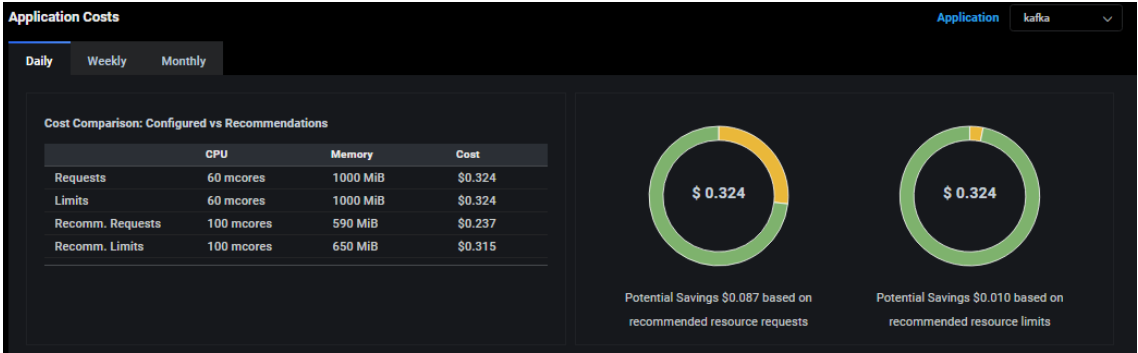 Application Costs
Application kafka
Daily Weekly Monthly
Cost Comparison: Configured vs Recommendations
CPU Memory Cost
Requests 60 mcores 1000 MiB $0.324
Limits 60 mcores 1000 MiB $0.324
Recomm. Requests 100 mcores 590 MiB $0.237
Recomm. Limits 100 mcores 650 MiB $0.315
$ 0.324
Potential Savings $0.087 based on
recommended resource requests
$ 0.324
Potential Savings $0.010 based on
recommended resource limits